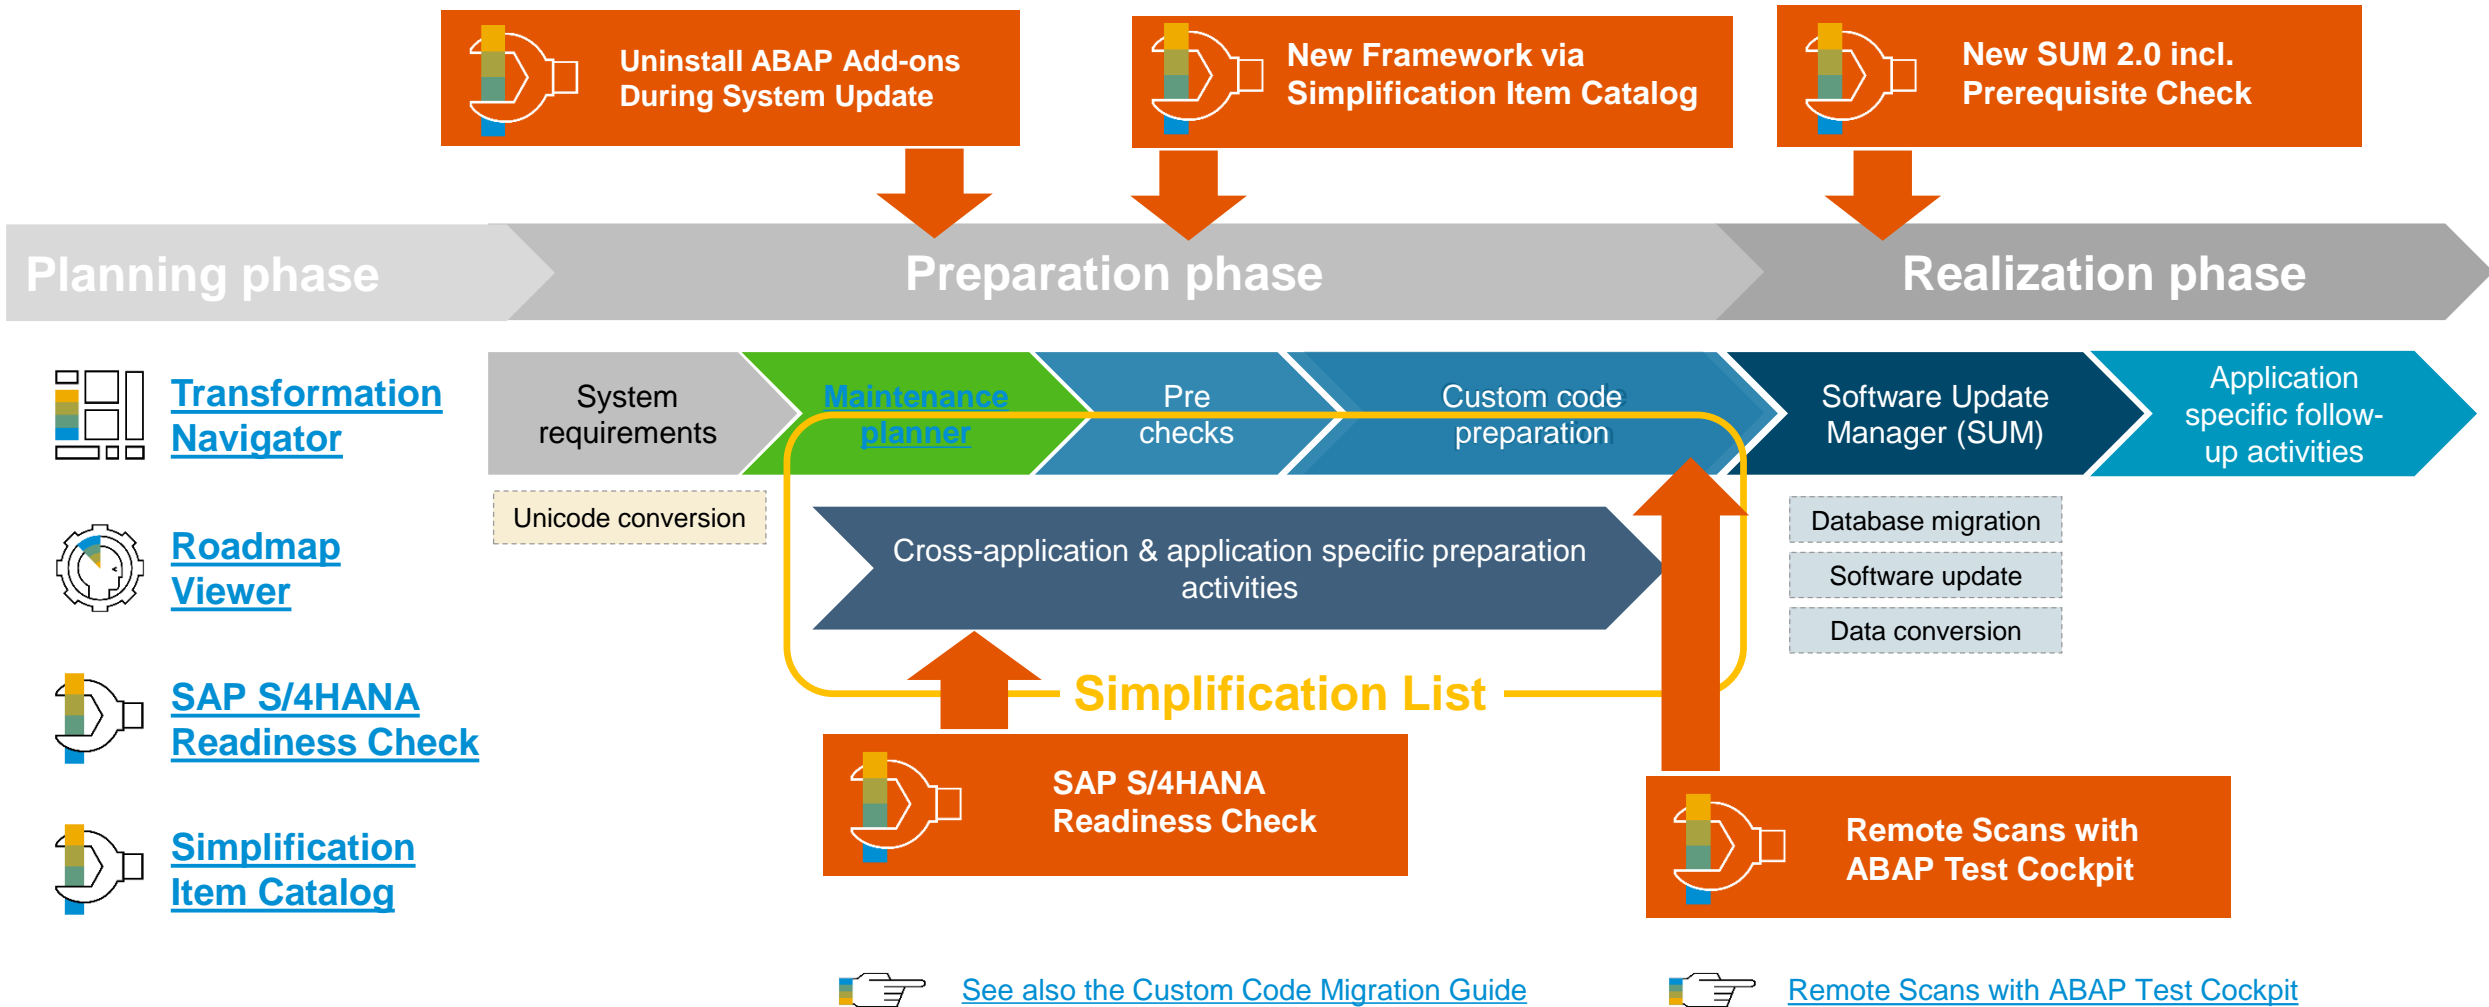 Uninstall ABAP Add-ons
During System Update
New Framework via
Simplification Item Catalog
New SUM 2.0 incl.
Prerequisite Check
Planning phase
Preparation phase
Realization phase
Transformation
Navigator
Roadmap
Viewer
SAP S/4HANA
Readiness Check
Simplification
Item Catalog
System
requirements
Maintenance
planner
Pre
checks
Custom code
preparation
Software Update
Manager (SUM)
Application
specific follow-
up activities
Unicode conversion
Cross-application & application specific preparation
activities
Database migration
Software update
Data conversion
Simplification List
SAP S/4HANA
Readiness Check
Remote Scans with
ABAP Test Cockpit
See also the Custom Code Migration Guide
Remote Scans with ABAP Test Cockpit